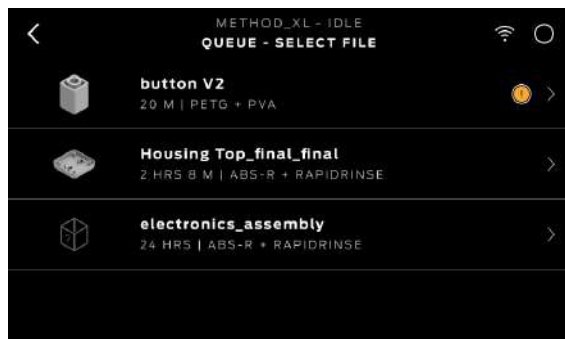 METHOD_XL - IDLE
QUEUE - SELECT FILE
button V2
20 M | PETG + PVA
Housing Top_final_final
2 HRS 8 M | ABS-R + RAPIDRINSE
electronics_assembly
24 HRS | ABS-R + RAPIDRINSE